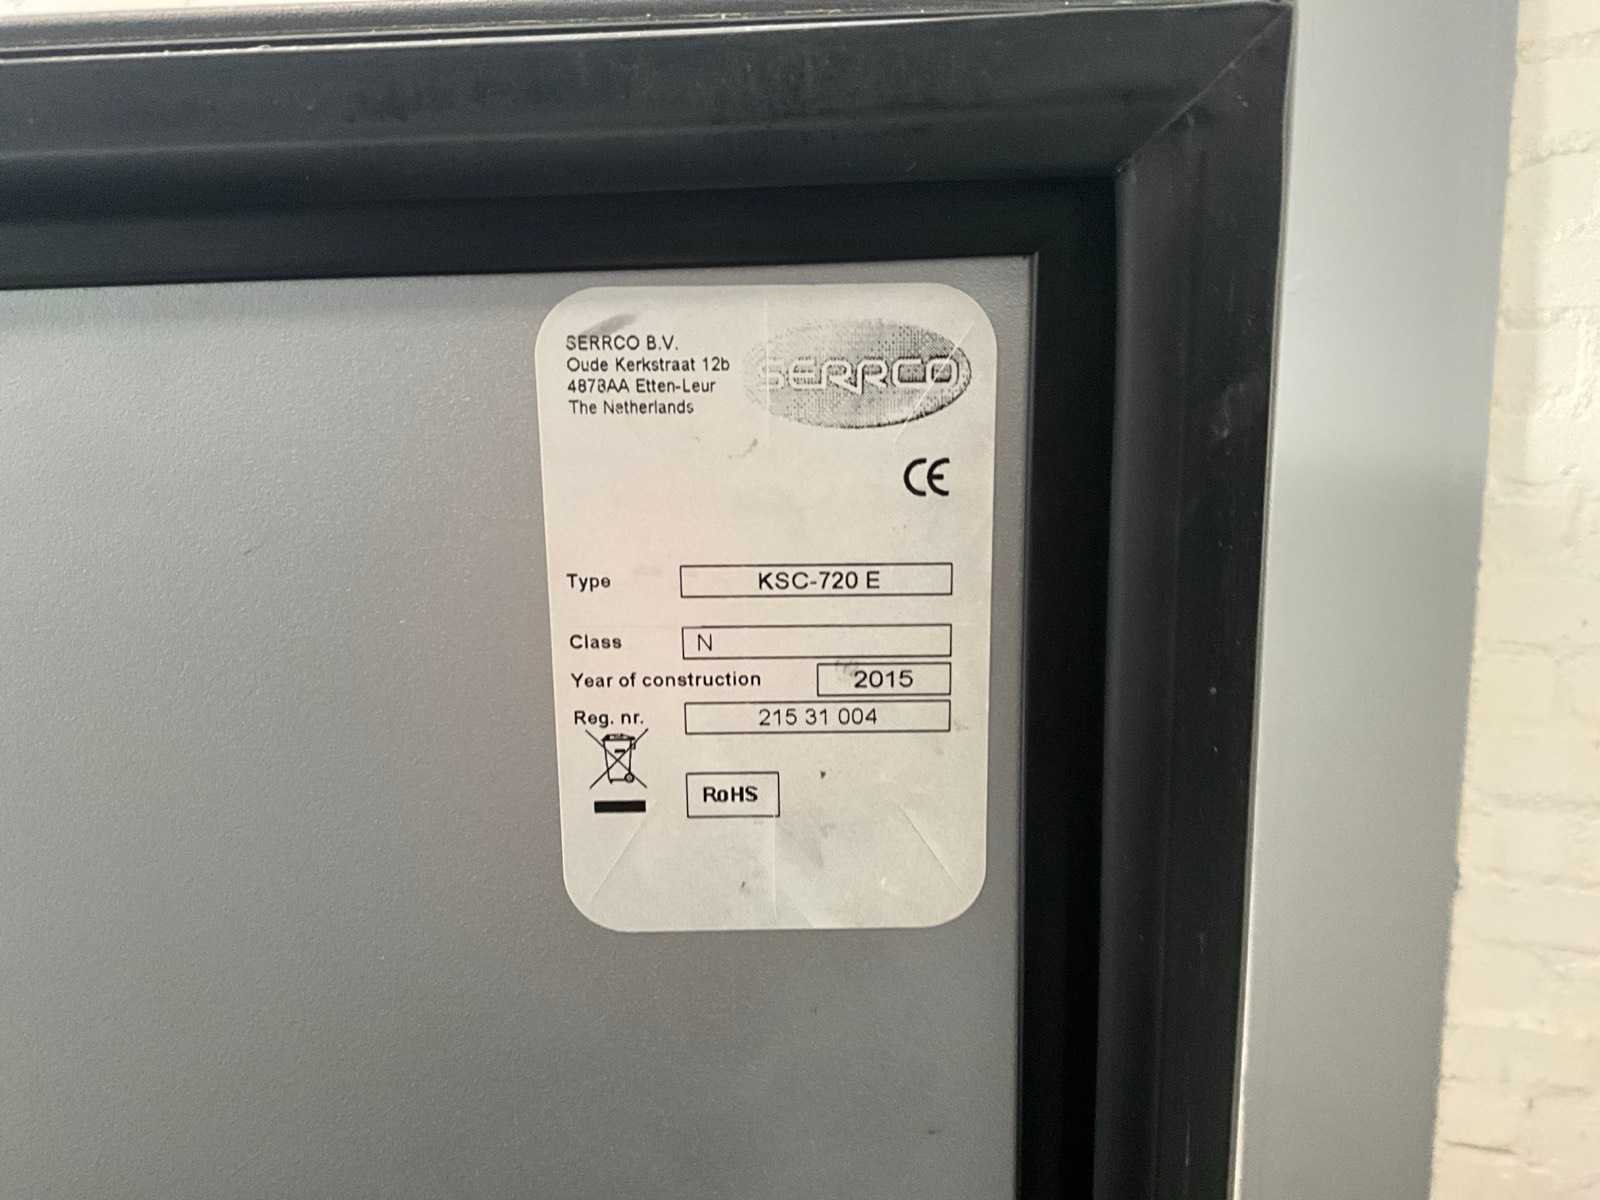 SERRCO B.V.
Oude Kerkstraat 12b
4878AA Etten-Leur
The Netherlands
SERRCO
CE
Type KSC-720 E
Class N
Year of construction 2015
Reg. nr. 215 31 004
RoHS